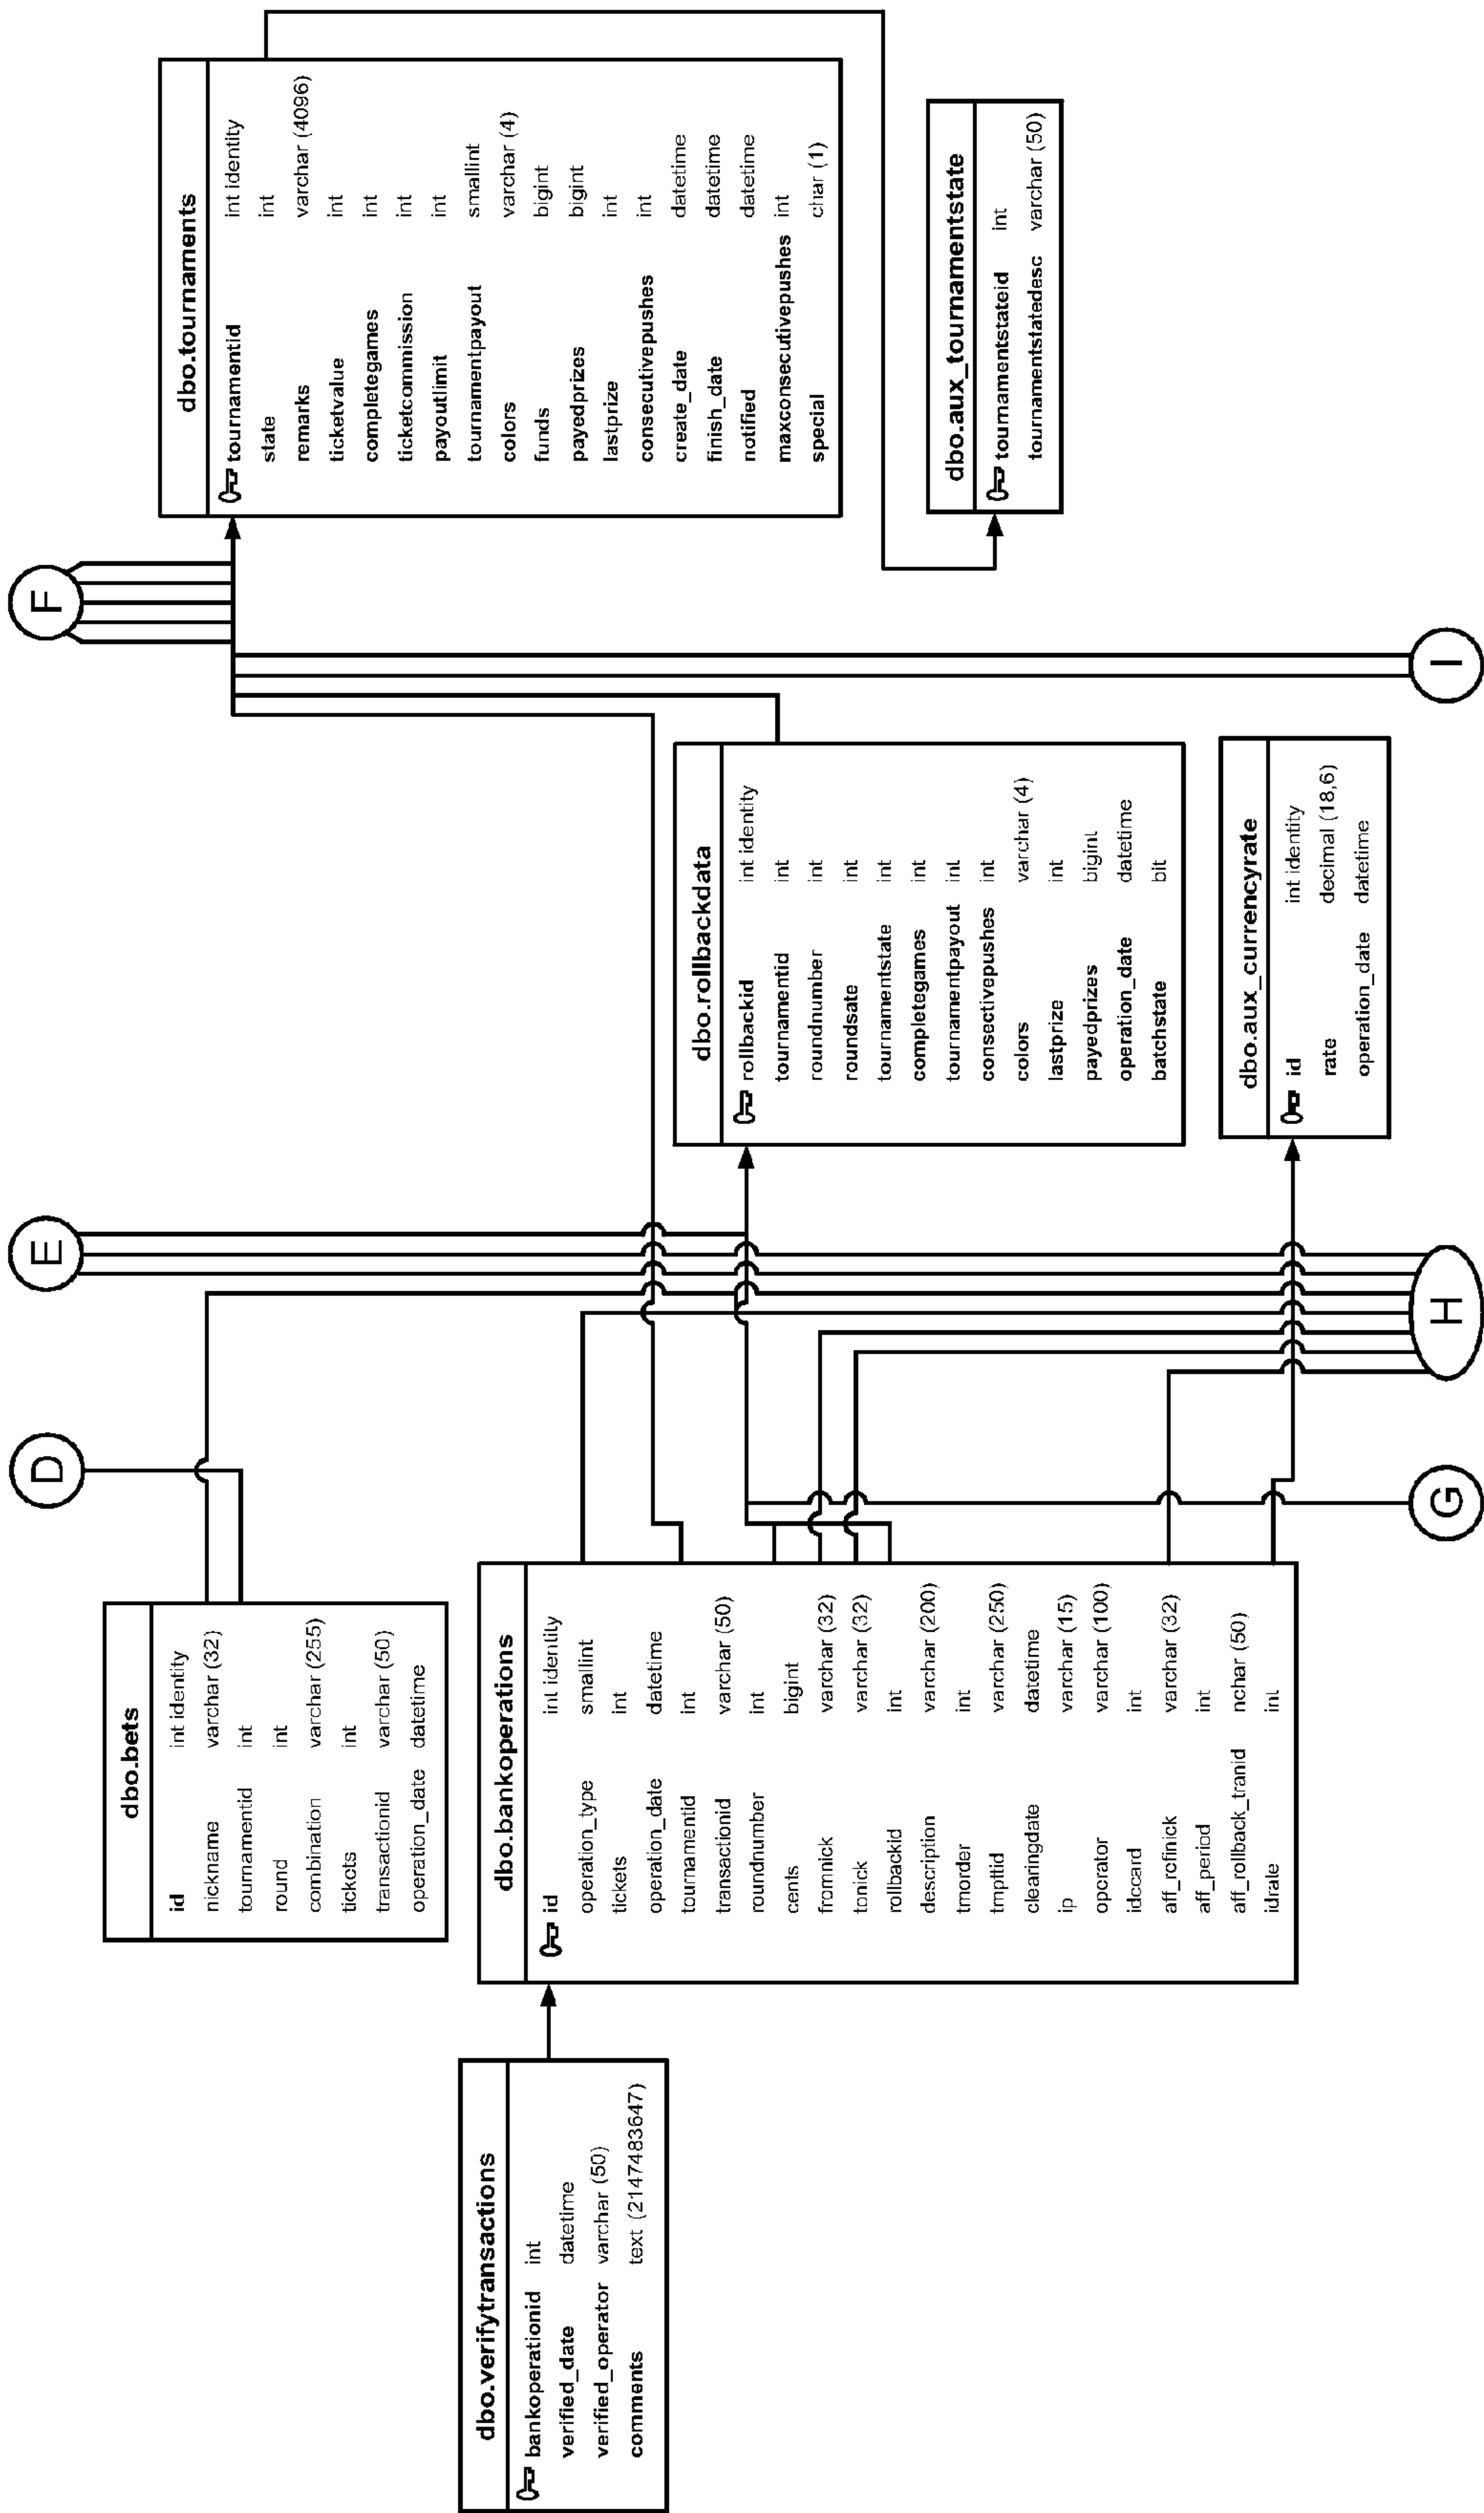 D
E
F
dbo.bets
id int identity
nickname varchar (32)
tournamentid int
round int
combination varchar (255)
tickets int
transactionid varchar (50)
operation_date datetime
dbo.tournaments
tournamentid int identity
state int
remarks varchar (4096)
ticketvalue int
completegames int
ticketcommission int
payoutlimit int
tournamentpayout smallint
colors varchar (4)
funds bigint
payedprizes bigint
lastprize int
consecutivepushes int
create_date datetime
finish_date datetime
notified datetime
maxconsecutivepushes int
special char (1)
dbo.verifytransactions
bankoperationid int
verified_date datetime
verified_operator varchar (50)
comments text (2147483647)
dbo.bankoperations
id int identity
operation_type smallint
tickets int
operation_date datetime
tournamentid int
transactionid varchar (50)
roundnumber int
cents bigint
fromnick varchar (32)
tonick varchar (32)
rollbackid int
description varchar (200)
tmorder int
tmpttid varchar (250)
clearingdate datetime
ip varchar (15)
operator varchar (100)
idccard int
aff_refinick varchar (32)
aff_period int
aff_rollback_tranid nchar (50)
idrate int
dbo.rollbackdata
rollbackid int identity
tournamentid int
roundnumber int
roundsate int
tournamentstate int
completegames int
tournamentpayout int
consectivepushes int
colors varchar (4)
lastprize int
payedprizes bigint
operation_date datetime
batchstate bit
dbo.aux_tournamentstate
tournamentstateid int
tournamentstatedesc varchar (50)
dbo.aux_currencyrate
id int identity
rate decimal (18,6)
operation_date datetime
G
H
I